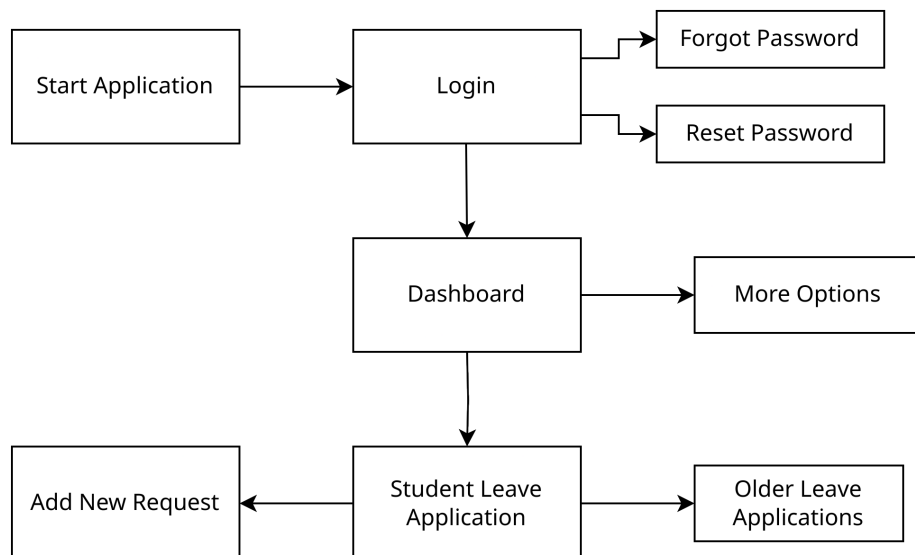 Start Application
Login
Forgot Password
Reset Password
Dashboard
More Options
Add New Request
Student Leave
Application
Older Leave
Applications